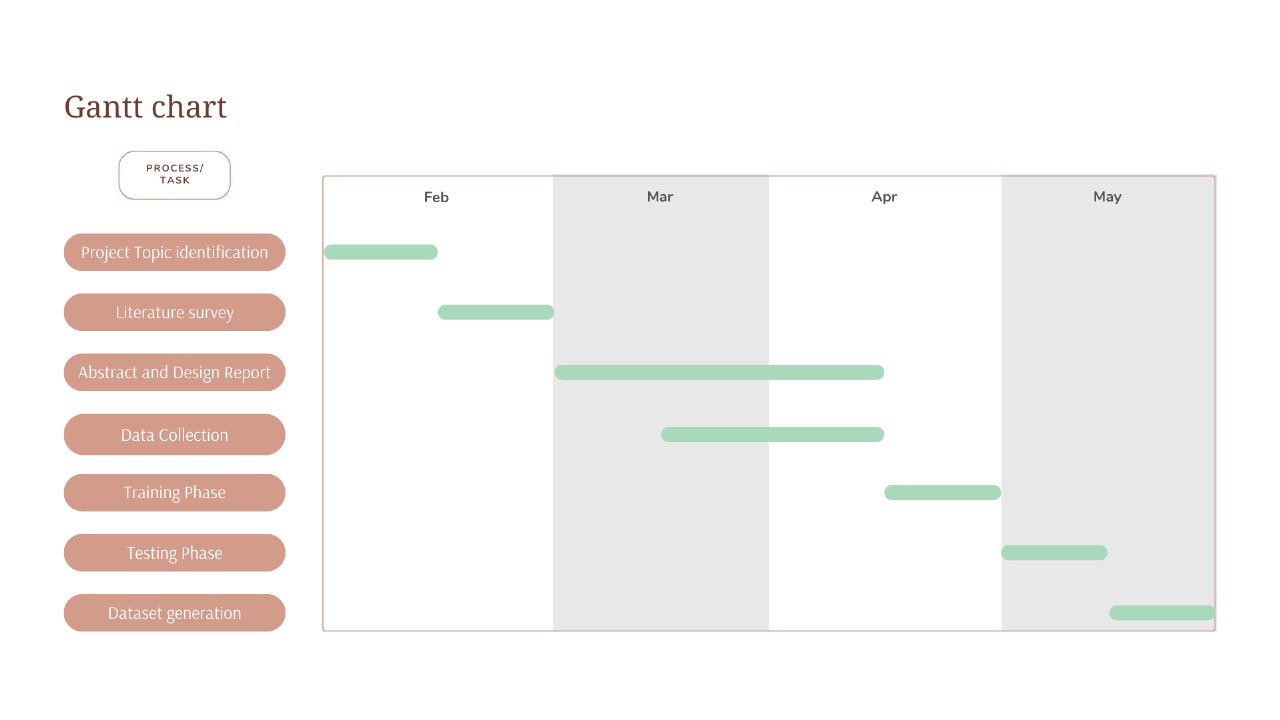 Gantt chart
PROCESS/
TASK
Feb Mar Apr May
Project Topic identification
Literature survey
Abstract and Design Report
Data Collection
Training Phase
Testing Phase
Dataset generation